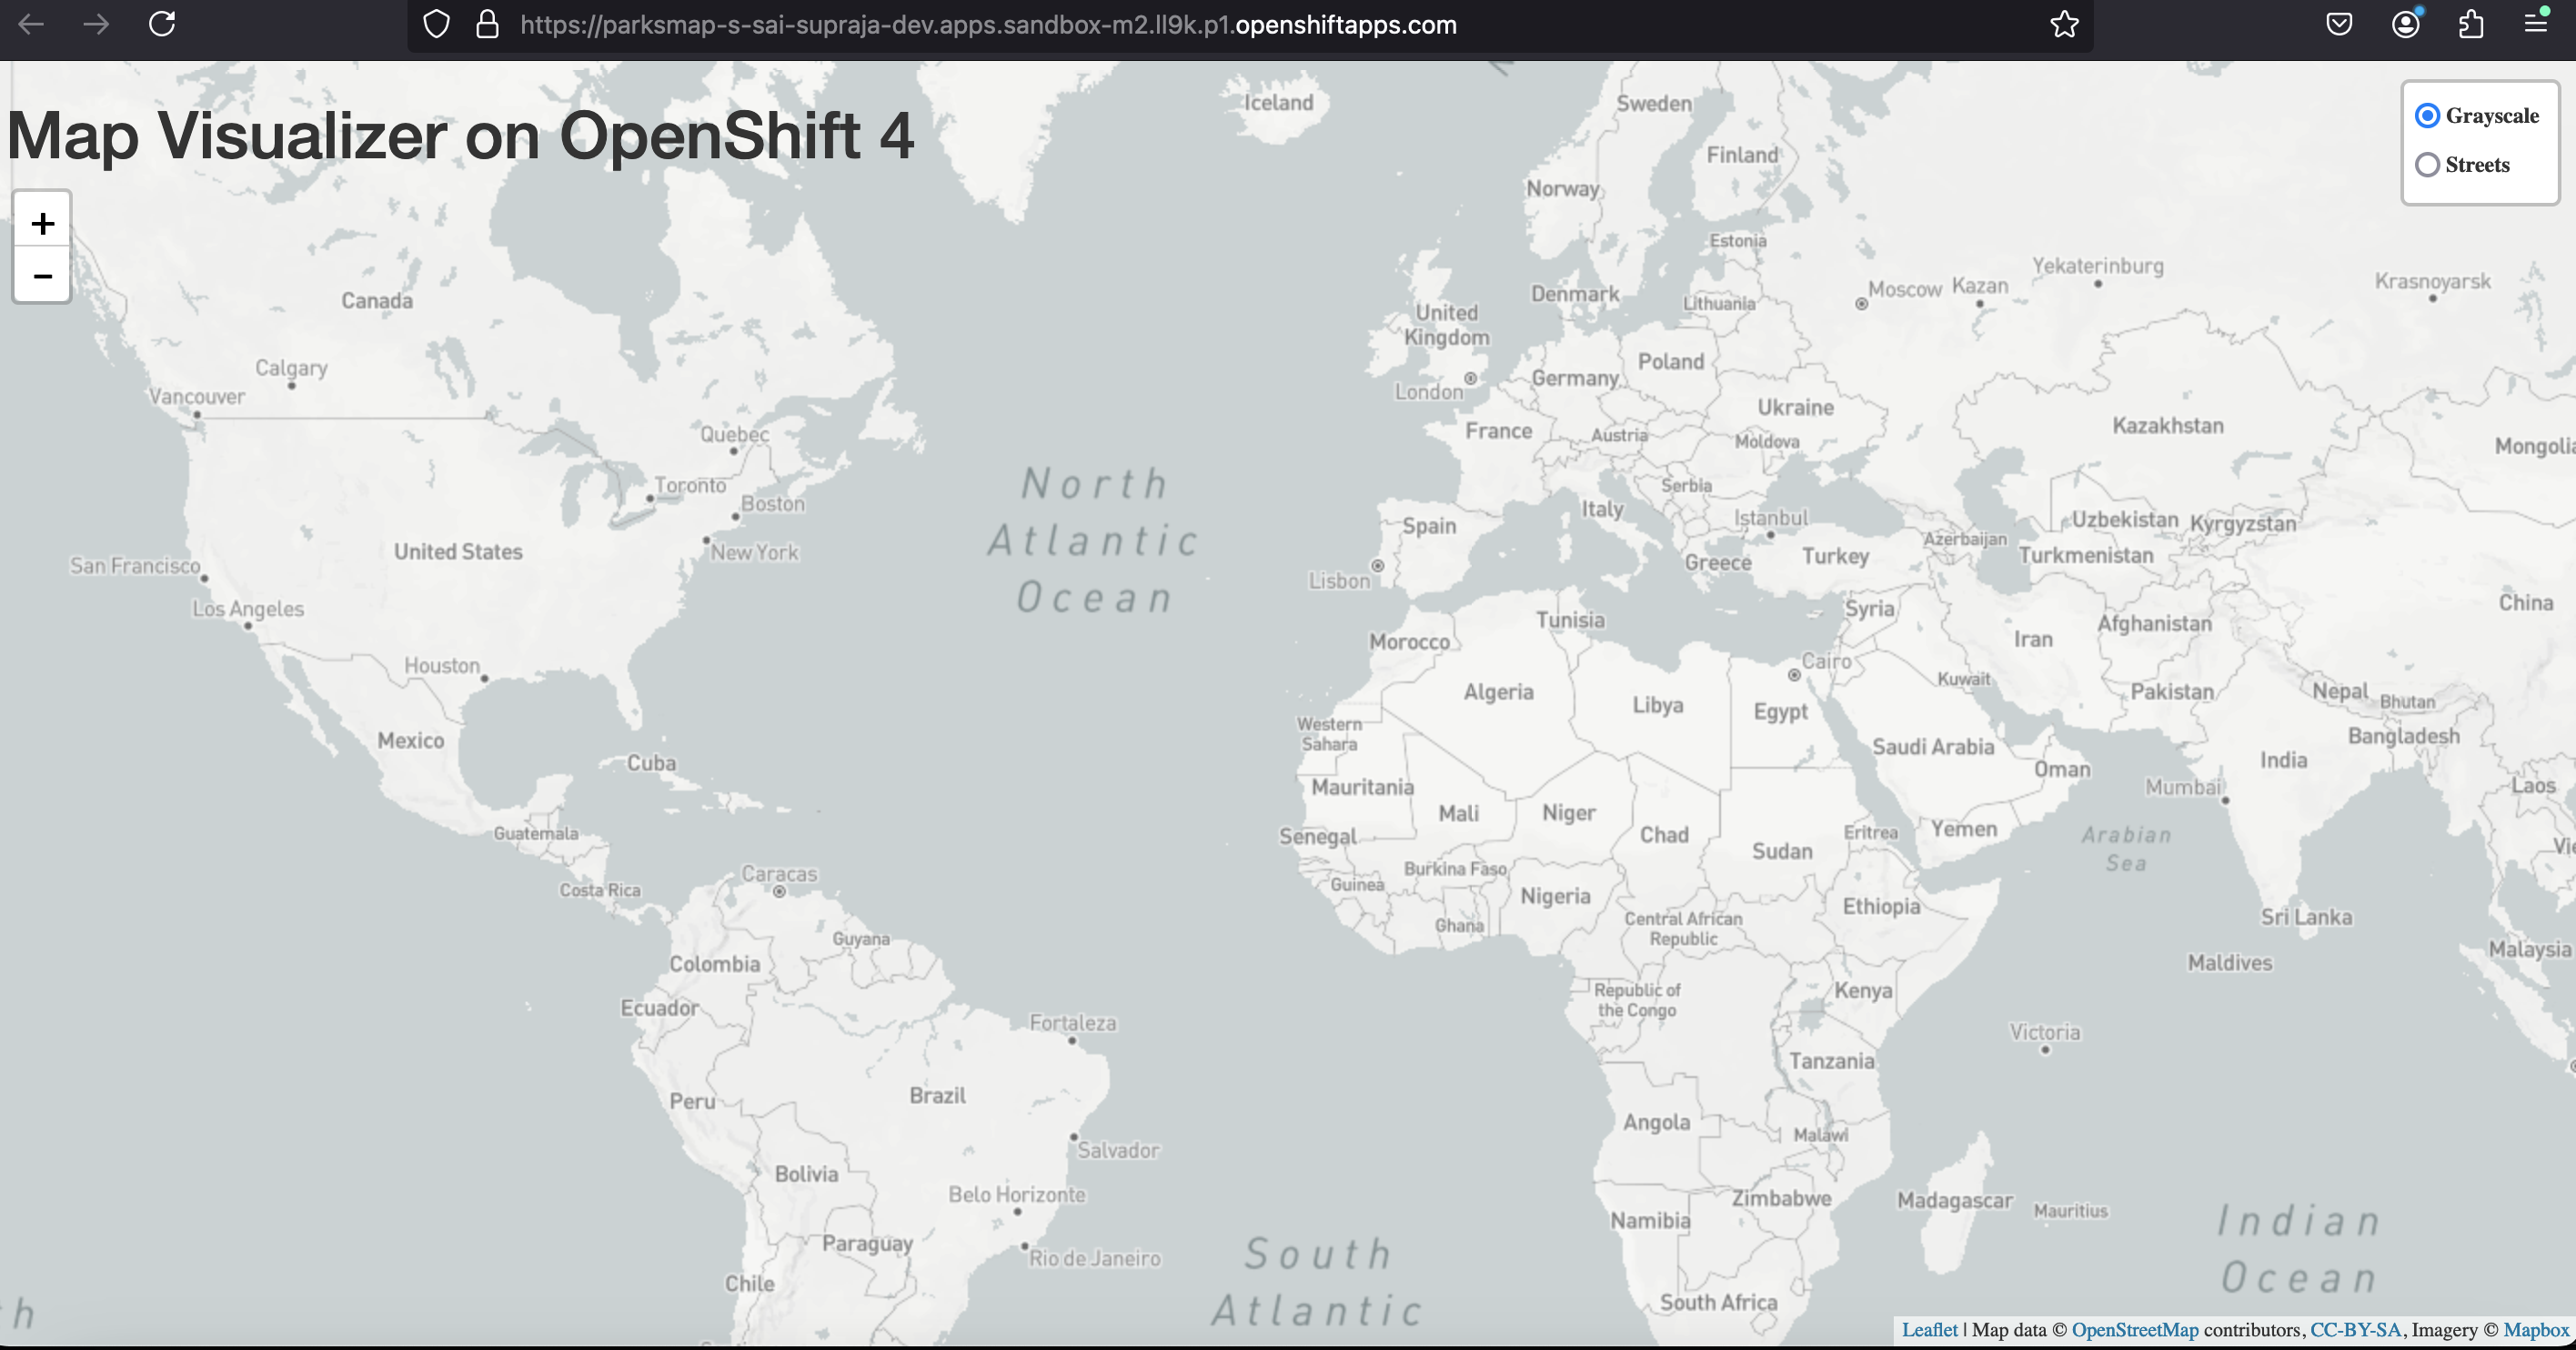 https://parksmap-s-sai-supraja-dev.apps.sandbox-m2.ll9k.p1.openshiftapps.com
Map Visualizer on OpenShift 4
+
−
Grayscale
Streets
Iceland
Sweden
Finland
Norway
Estonia
Denmark
Lithuania
Moscow
Kazan
Yekaterinburg
Krasnoyarsk
Canada
Calgary
Vancouver
United
Kingdom
London
Germany
Poland
Ukraine
Kazakhstan
Mongolia
Quebec
Toronto
Boston
New York
United States
San Francisco
Los Angeles
Houston
North
Atlantic
Ocean
France
Austria
Moldova
Serbia
Italy
Spain
Lisbon
Istanbul
Greece
Turkey
Azerbaijan
Uzbekistan
Kyrgyzstan
Turkmenistan
China
Tunisia
Morocco
Syria
Iran
Afghanistan
Cairo
Kuwait
Pakistan
Nepal
Bhutan
Algeria
Libya
Egypt
Western
Sahara
Saudi Arabia
Oman
Bangladesh
India
Mumbai
Laos
Mexico
Cuba
Guatemala
Costa Rica
Caracas
Mauritania
Mali
Niger
Chad
Sudan
Eritrea
Yemen
Arabian
Sea
Vie
Senegal
Burkina Faso
Guinea
Nigeria
Ghana
Central African
Republic
Ethiopia
Sri Lanka
Maldives
Malaysia
Guyana
Colombia
Ecuador
Fortaleza
Republic of
the Congo
Kenya
Victoria
Tanzania
Peru
Brazil
Salvador
Bolivia
Belo Horizonte
Paraguay
Rio de Janeiro
Chile
Angola
Malawi
Zimbabwe
Namibia
Madagascar
Mauritius
South Africa
South
Atlantic
Indian
Ocean
h
Leaflet | Map data © OpenStreetMap contributors, CC-BY-SA, Imagery © Mapbox